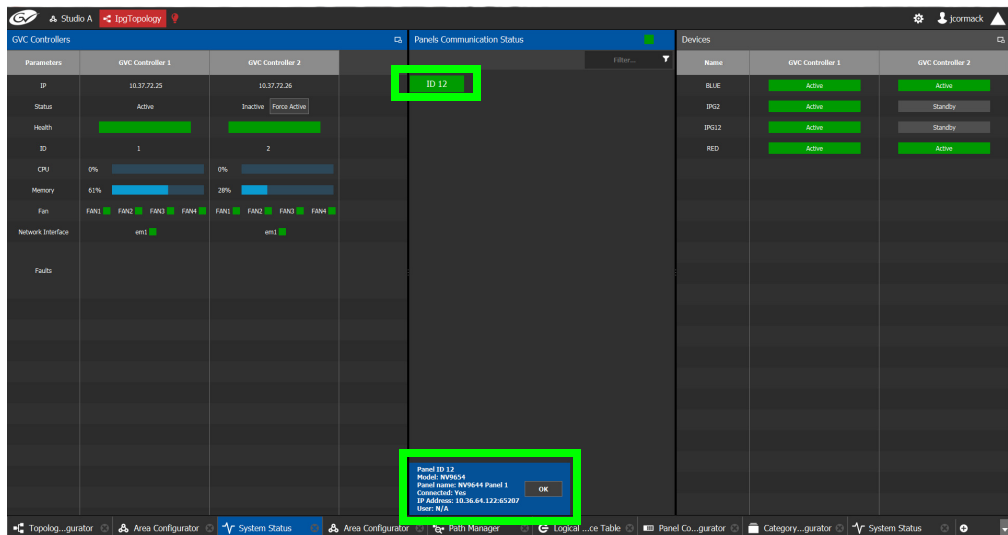 GV Studio A IpgTopology jcormack
GVC Controllers
Parameters GVC Controller 1 GVC Controller 2
IP 10.37.72.25 10.37.72.26
Status Active Inactive Force Active
Health
ID 1 2
CPU 0% 0%
Memory 61% 28%
Fan FAN1 FAN2 FAN3 FAN4 FAN1 FAN2 FAN3 FAN4
Network Interface em1 em1
Faults
Panels Communication Status
Filter...
ID 12
Panel ID 12
Model: NV9654
Panel name: NV9644 Panel 1
Connected: Yes
IP Address: 10.36.64.122:65207
User: N/A
OK
Devices
Name GVC Controller 1 GVC Controller 2
BLUE Active Active
IPG2 Active Standby
IPG12 Active Standby
RED Active Active
Topolog...gurator Area Configurator System Status Area Configurator Path Manager Logical ...ce Table Panel Co...gurator Category...gurator System Status